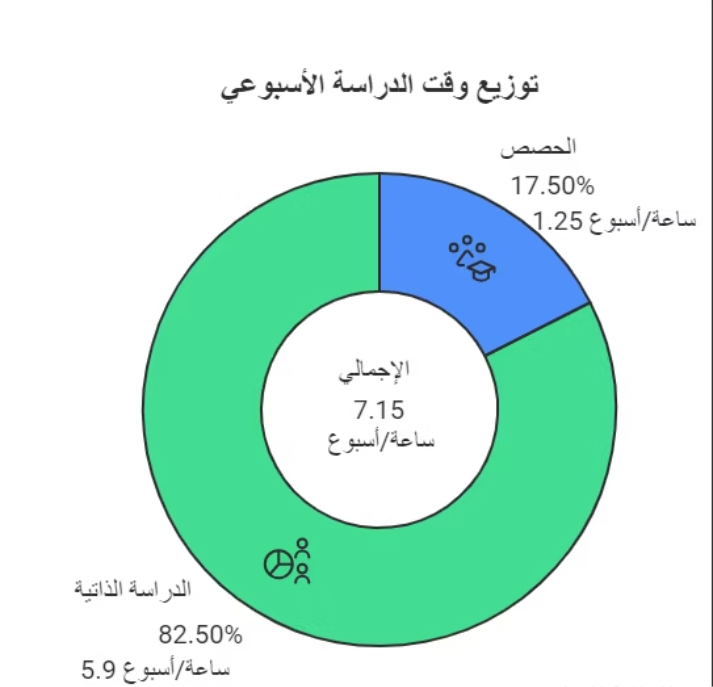 توزيع وقت الدراسة الأسبوعي
الحصص
17.50%
1.25 ساعة/أسبوع
الإجمالي
7.15
ساعة/أسبوع
الدراسة الذاتية
82.50%
5.9 ساعة/أسبوع